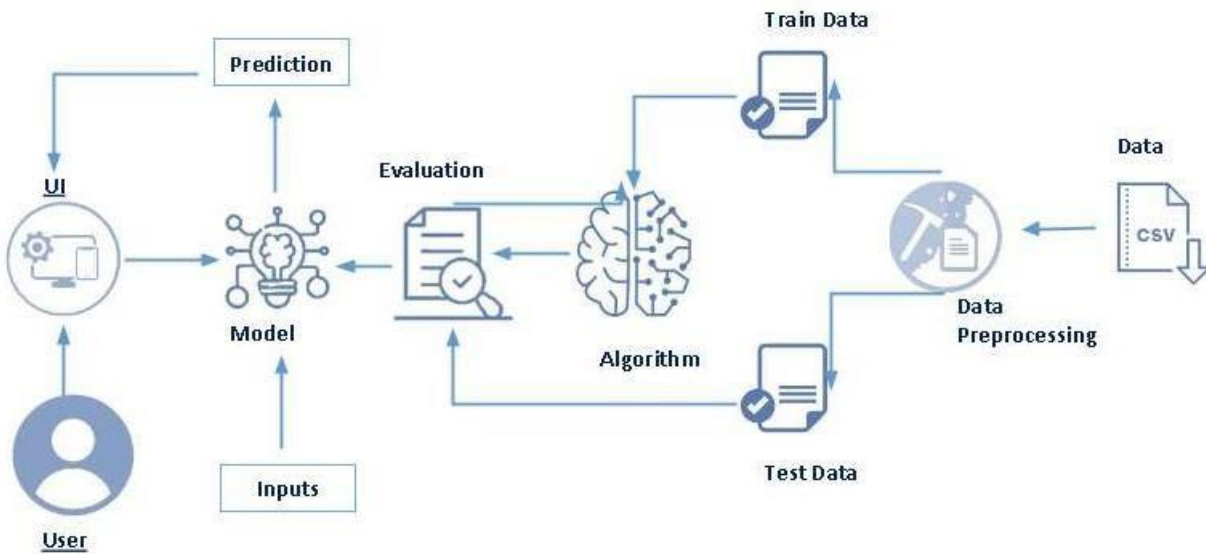 Train Data
Prediction
Data
Evaluation
UI
CSV
Model
Data
Preprocessing
Algorithm
Inputs
Test Data
User